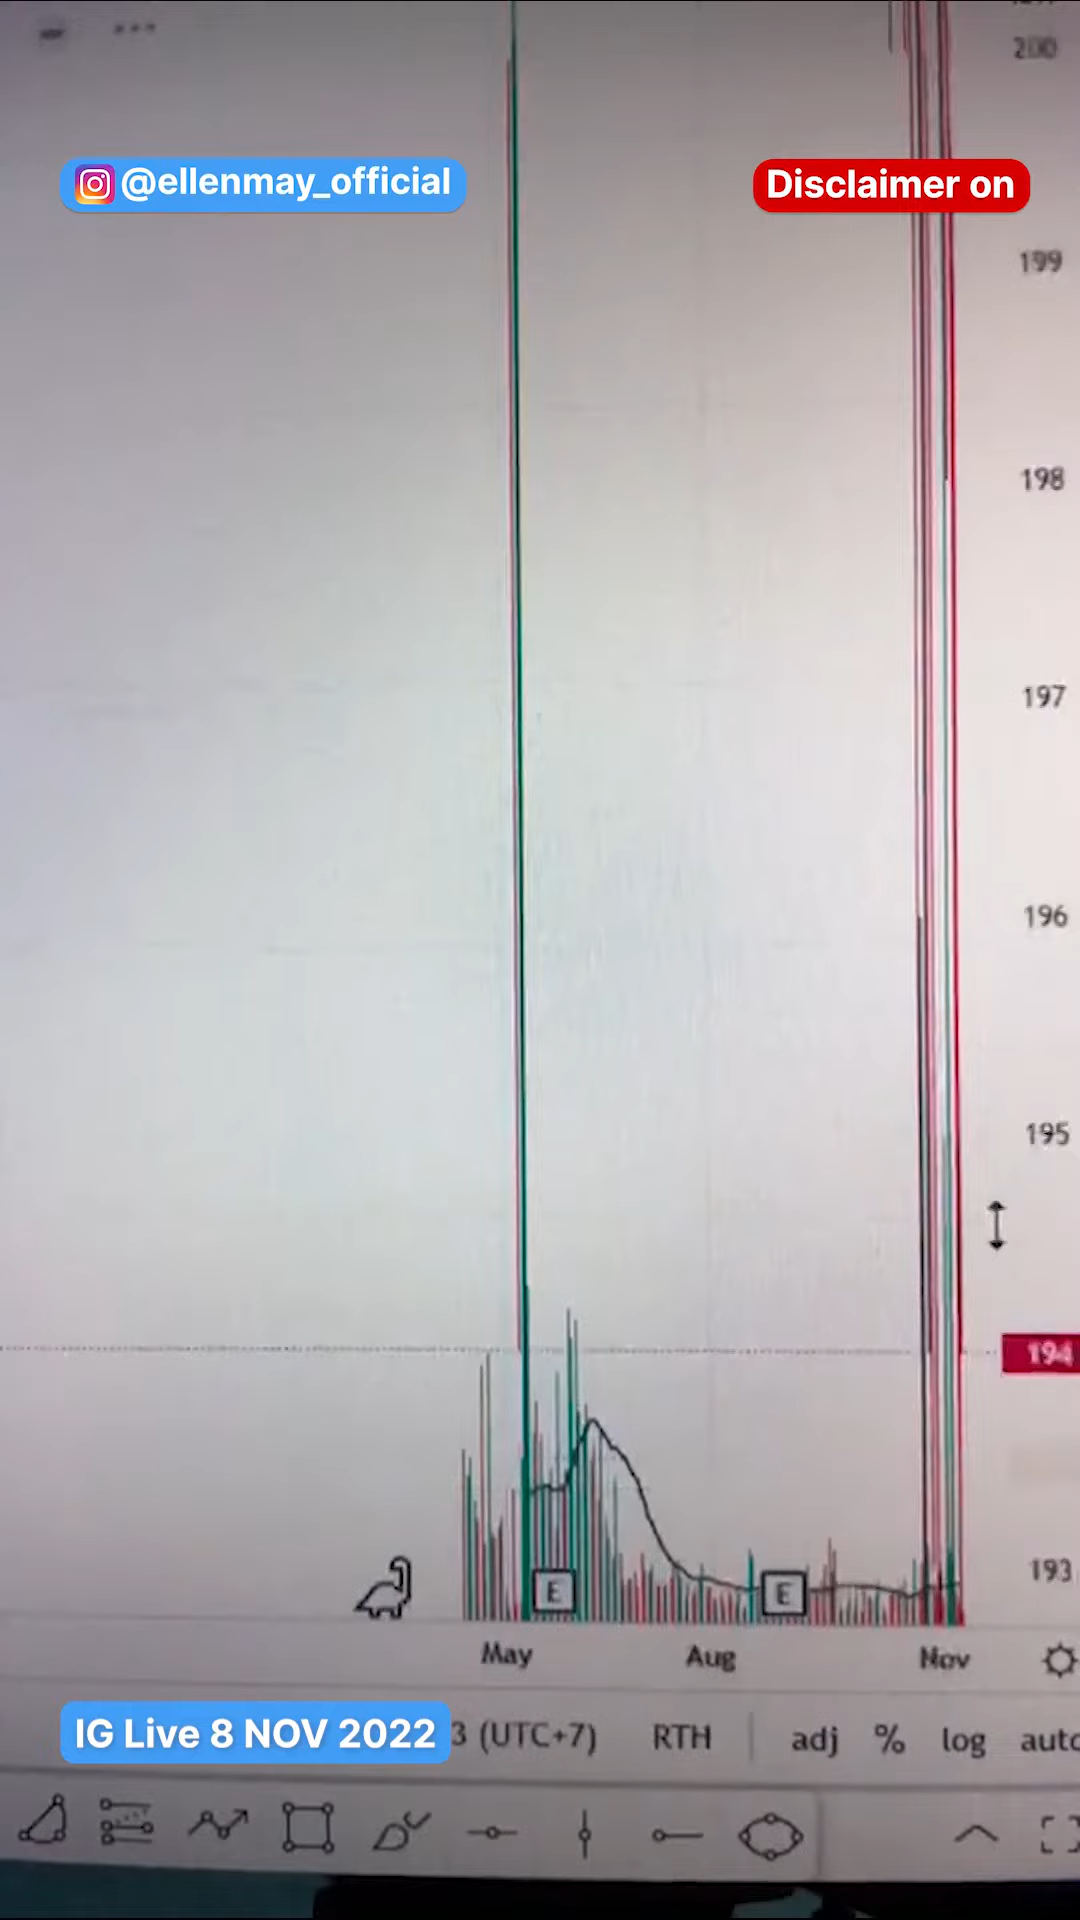 200
@ellenmay_official
Disclaimer on
199
198
197
196
195
194
193
E
E
May
Aug
Nov
IG Live 8 NOV 2022
3 (UTC+7)
RTH
adj
%
log
auto